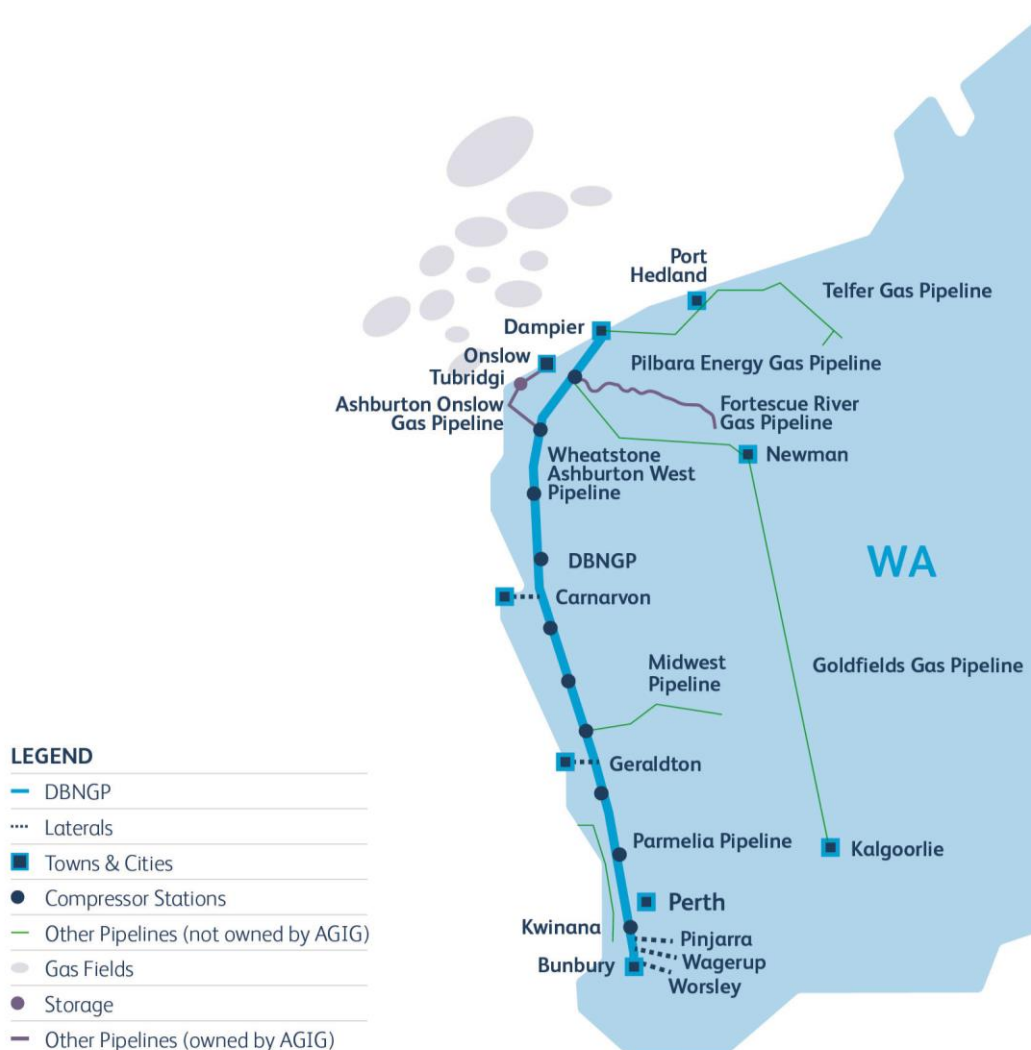 Port
Hedland
Telfer Gas Pipeline
Dampier
Onslow
Tubridgi
Pilbara Energy Gas Pipeline
Ashburton Onslow
Gas Pipeline
Fortescue River
Gas Pipeline
Wheatstone
Ashburton West
Pipeline
Newman
WA
DBNGP
Carnarvon
Midwest
Pipeline
Goldfields Gas Pipeline
Geraldton
Parmelia Pipeline
Kalgoorlie
Perth
Kwinana
Pinjarra
Bunbury
Wagerup
Worsley
LEGEND
DBNGP
Laterals
Towns & Cities
Compressor Stations
Other Pipelines (not owned by AGIG)
Gas Fields
Storage
Other Pipelines (owned by AGIG)